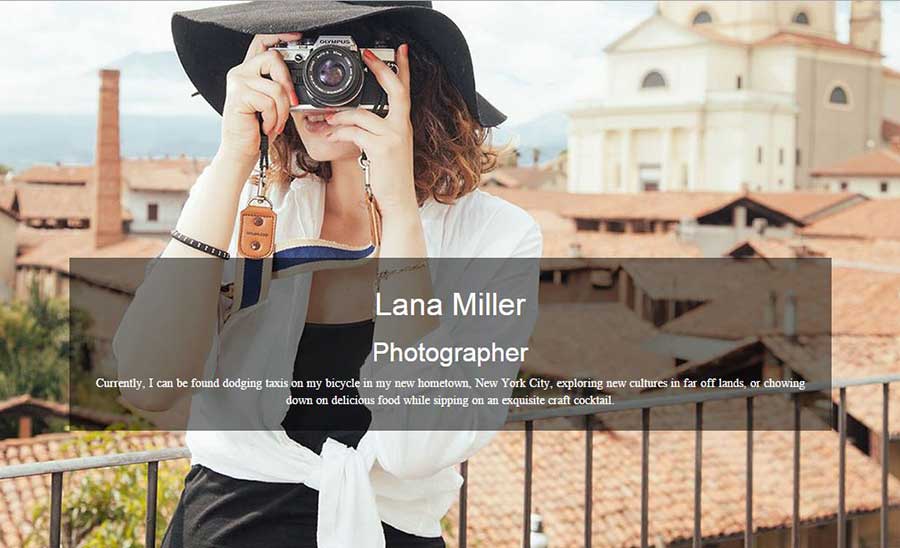 OLYMPUS
Lana Miller
Photographer
Currently, I can be found dodging taxis on my bicycle in my new hometown, New York City, exploring new cultures in far off lands, or chowing
down on delicious food while sipping on an exquisite craft cocktail.